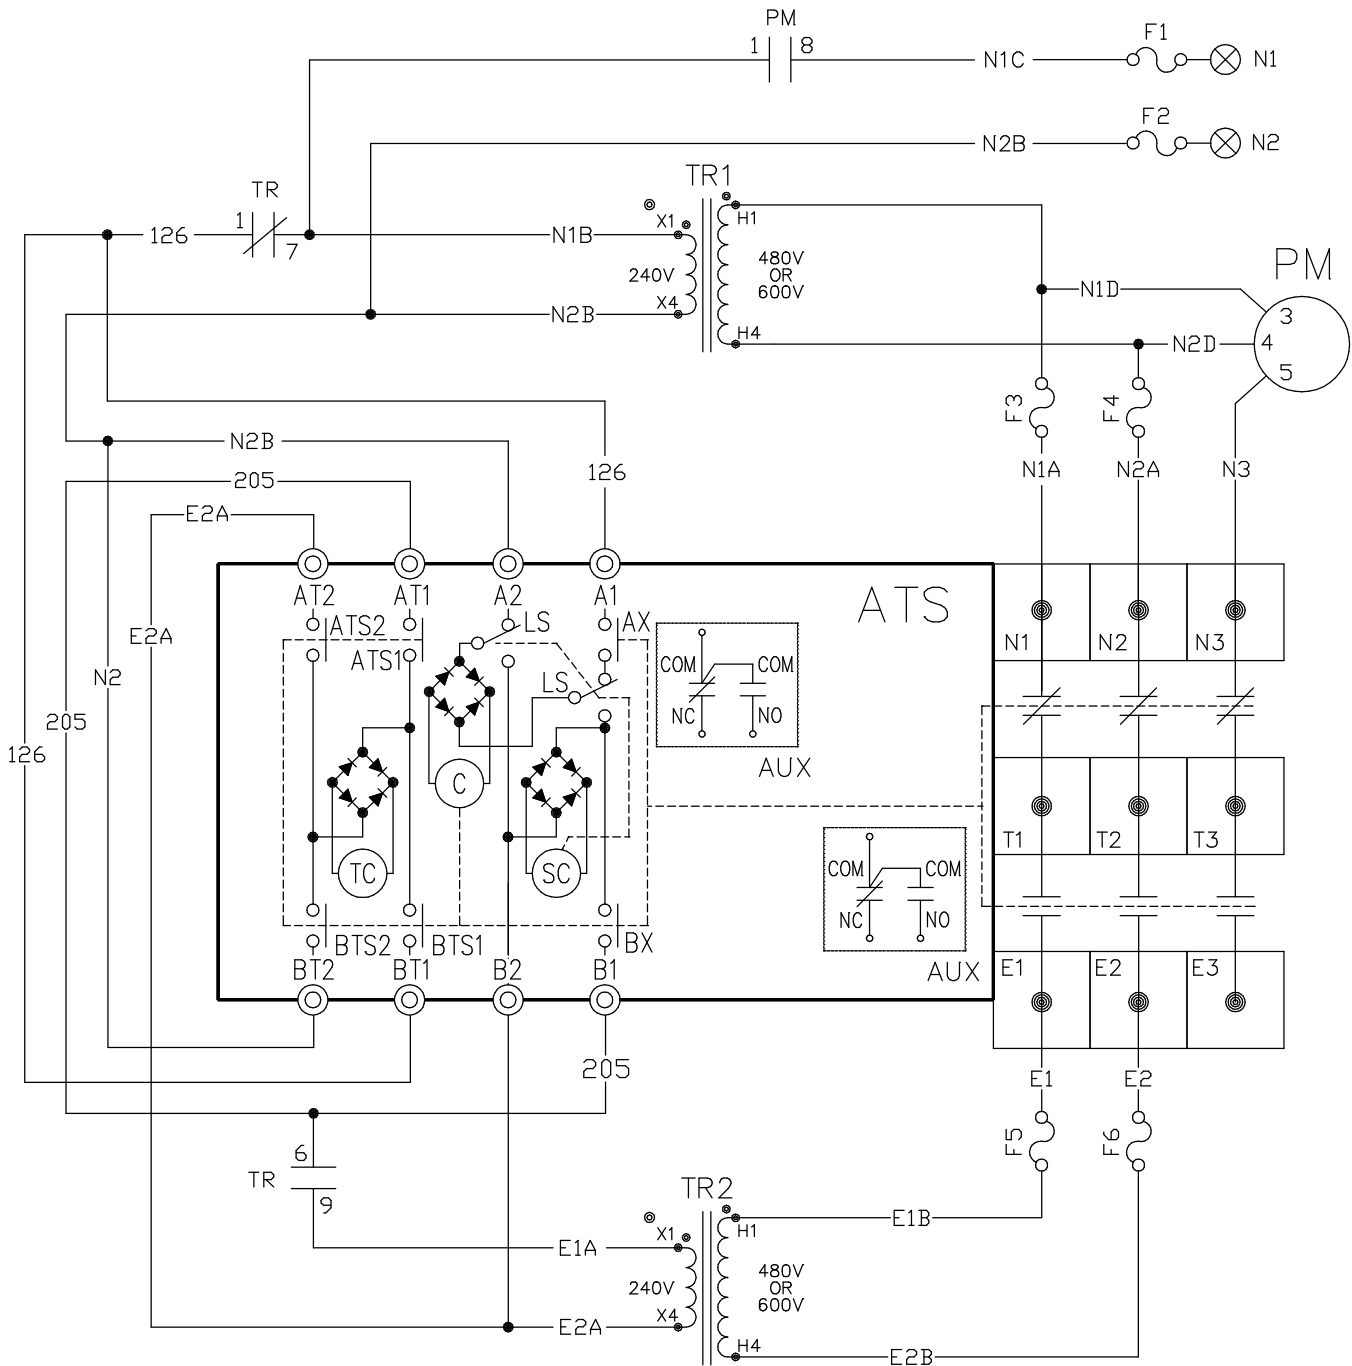 PM
1 8 N1C F1 N1
N2B F2 N2
TR
1 7
126 N1B
N2B
TR1
X1 H1
240V
480V
OR
600V
X4 H4
N1D
N2D
PM
3
4
5
F3 F4
N1A N2A N3
N2B
126
205
E2A
E2A
N2
205
126
AT2 AT1 A2 A1
ATS
ATS2 LS AX
ATS1
LS
COM COM
NC NO
AUX
N1 N2 N3
C
TC SC
COM COM
NC NO
AUX
T1 T2 T3
BTS2 BTS1 BX
BT2 BT1 B2 B1
E1 E2 E3
205
E1 E2
F5 F6
6
TR
9
E1A
E2A
TR2
X1 H1
240V
480V
OR
600V
X4 H4
E1B
E2B